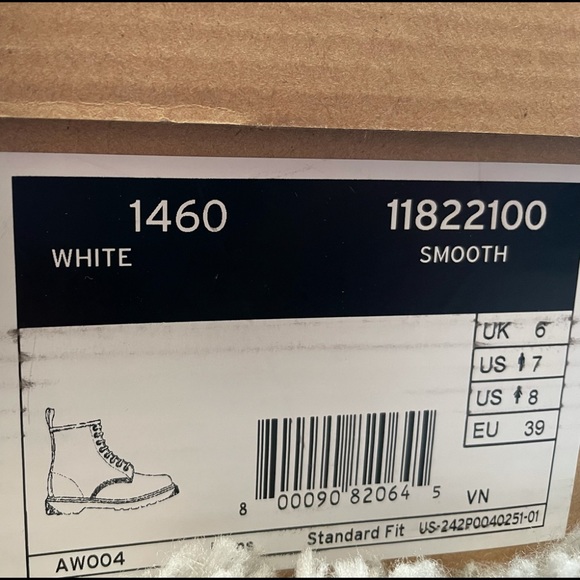 1460 11822100
WHITE SMOOTH
UK 6
US 7
US 8
EU 39
8 00090 82064 5
VN
Standard Fit US-242P0040251-01
AW004